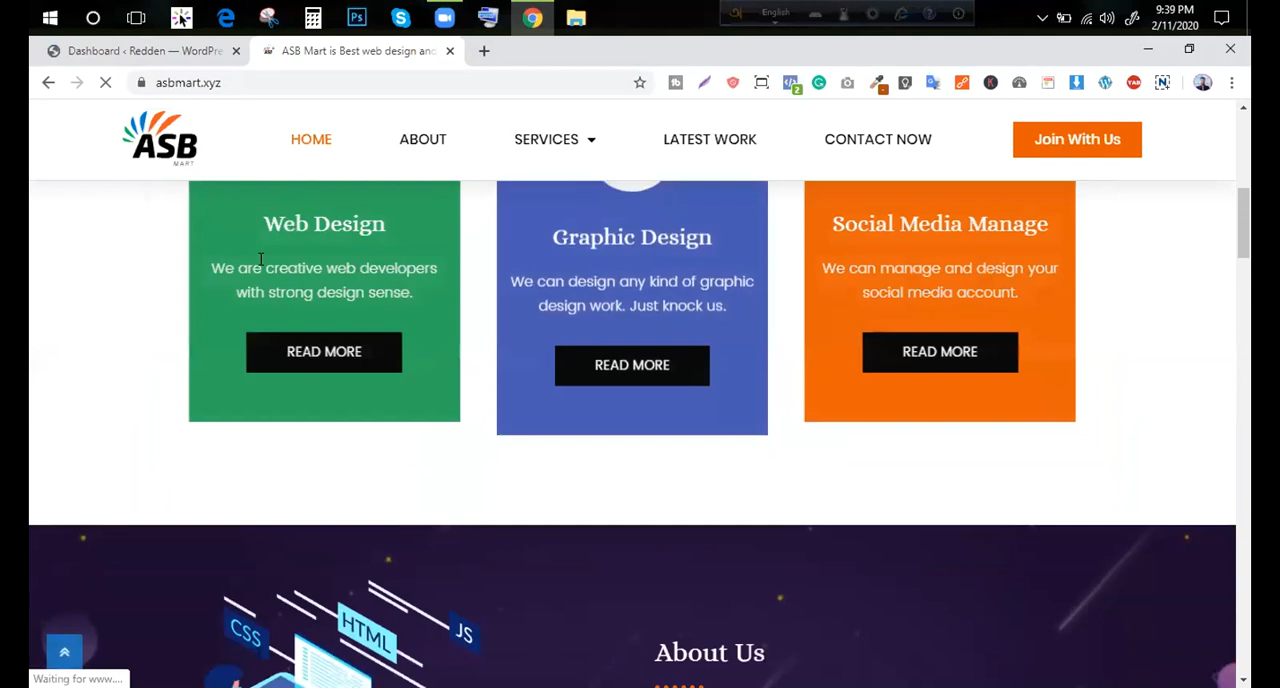 English
9:39 PM
2/11/2020
Dashboard ‹ Redden — WordPre
ASB Mart is Best web design and
asbmart.xyz
2
ASB
MART
HOME
ABOUT
SERVICES
LATEST WORK
CONTACT NOW
Join With Us
Web Design
We are creative web developers
with strong design sense.
READ MORE
Graphic Design
We can design any kind of graphic
design work. Just knock us.
READ MORE
Social Media Manage
We can manage and design your
social media account.
READ MORE
CSS
HTML
JS
About Us
Waiting for www....